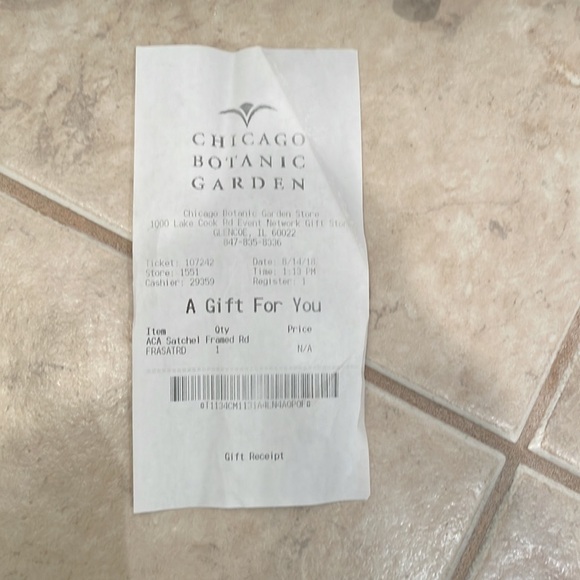 CHICAGO
BOTANIC
GARDEN
Chicago Botanic Garden Store
1000 Lake Cook Rd Event Network Gift
GLENCOE, IL 60022
847-835-8336
Ticket: 107242 Date: 8/14/18
Store: 1551 Time: 1:13 PM
Cashier: 29359 Register: 1
A Gift For You
Item Qty Price
ACA Satchel Framed Rd
FRASATRD 1 N/A
Gift Receipt